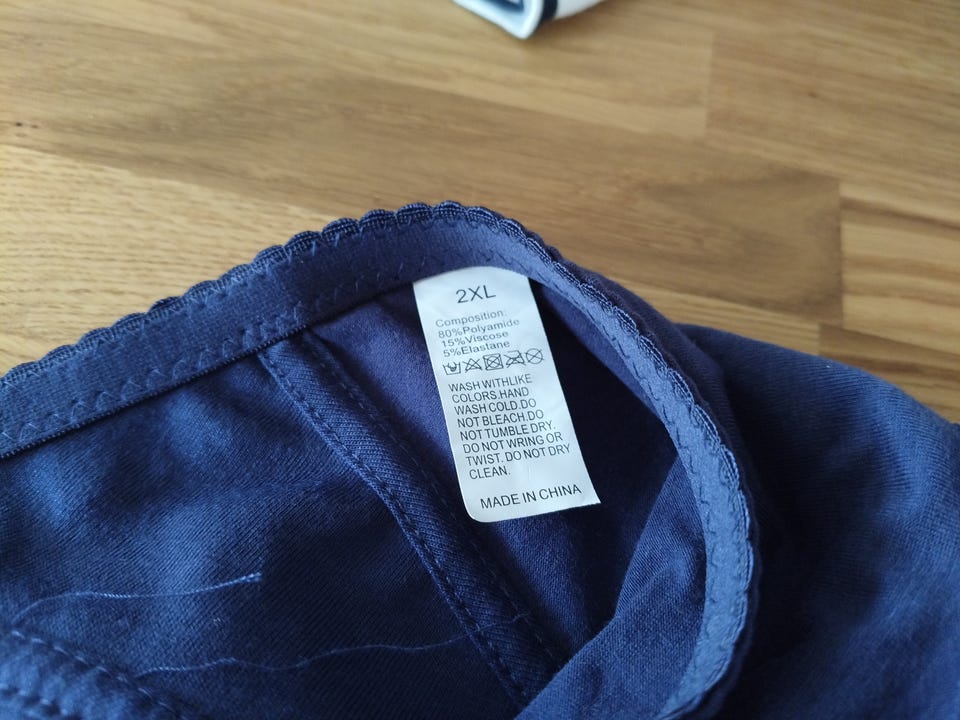 2XL
Composition:
80%Polyamide
15%Viscose
5%Elastane
WASH WITHLIKE
COLORS.HAND
WASH COLD.DO
NOT BLEACH.DO
NOT TUMBLE DRY.
DO NOT WRING OR
TWIST. DO NOT DRY
CLEAN.
MADE IN CHINA